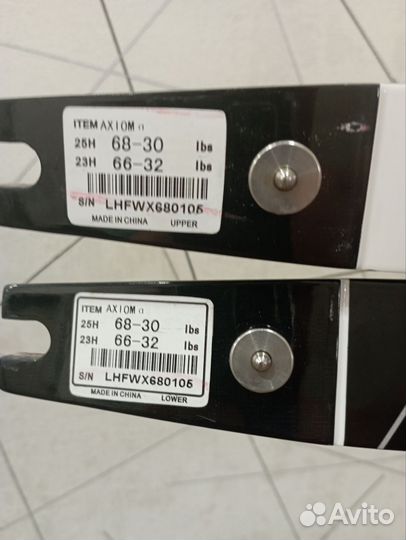 ITEM AXIOM α
25H 68-30 lbs
23H 66-32 lbs
S/N LHFWX680105
MADE IN CHINA UPPER
ITEM AXIOM α
25H 68-30 lbs
23H 66-32 lbs
S/N LHFWX680105
MADE IN CHINA LOWER
Avito